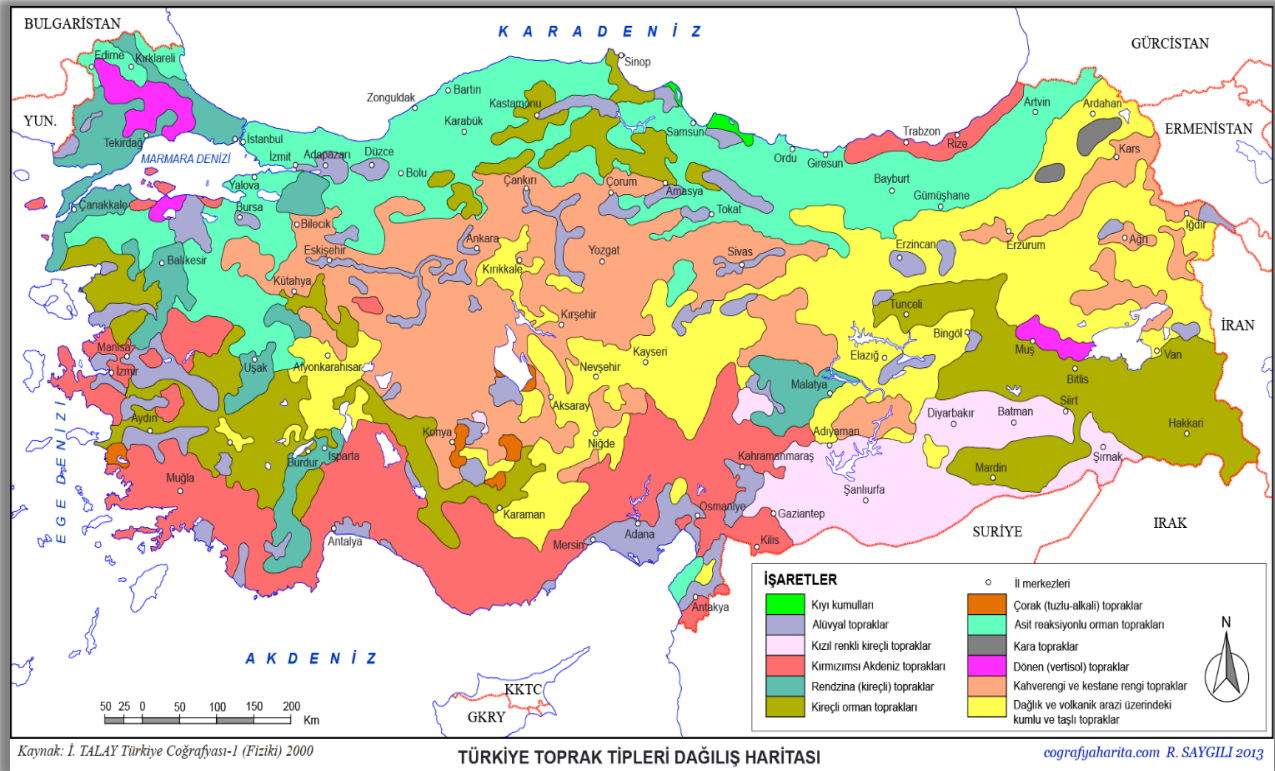 BULGARİSTAN
KARADENİZ
GÜRCİSTAN
Edirne
Kırklareli
Sinop
Zonguldak
Bartın
Kastamonu
Artvin
Ardahan
YUN.
Karabük
Samsun
ERMENİSTAN
Tekirdağ
İstanbul
MARMARA DENİZİ
İzmit
Adapazarı
Düzce
Bolu
Ordu
Giresun
Trabzon
Rize
Kars
Yalova
Çankırı
Çorum
Amasya
Bayburt
Gümüşhane
Çanakkale
Bursa
Bilecik
Tokat
Iğdır
Eskişehir
Ankara
Kırıkkale
Yozgat
Sivas
Erzincan
Erzurum
Ağrı
Balıkesir
Kütahya
Kırşehir
Tunceli
Bingöl
İRAN
Manisa
İzmir
Uşak
Afyonkarahisar
Nevşehir
Kayseri
Elazığ
Muş
Van
Malatya
Bitlis
Aksaray
Diyarbakır
Batman
Siirt
Aydın
Konya
Niğde
Adıyaman
Hakkari
EGE DENİZİ
Burdur
Isparta
Kahramanmaraş
Mardin
Şırnak
Muğla
Karaman
Osmaniye
Şanlıurfa
Gaziantep
Antalya
Mersin
Adana
Kilis
SURİYE
IRAK
Antakya
AKDENİZ
KKTC
GKRY
50 25 0 50 100 150 200
Km
İŞARETLER
Kıyı kumulları
Alüvyal topraklar
Kızıl renkli kireçli topraklar
Kırmızımsı Akdeniz toprakları
Rendzina (kireçli) topraklar
Kireçli orman toprakları
İl merkezleri
Çorak (tuzlu-alkali) topraklar
Asit reaksiyonlu orman toprakları
Kara topraklar
Dönen (vertisol) topraklar
Kahverengi ve kestane rengi topraklar
Dağlık ve volkanik arazi üzerindeki
kumlu ve taşlı topraklar
N
Kaynak: İ. TALAY Türkiye Coğrafyası-1 (Fiziki) 2000
TÜRKİYE TOPRAK TİPLERİ DAĞILIŞ HARİTASI
cografyaharita.com R. SAYGILI 2013